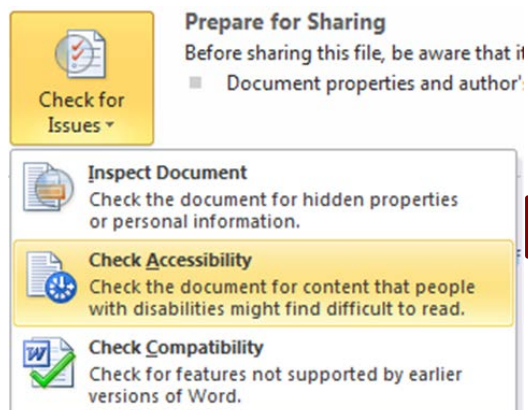 Prepare for Sharing
Before sharing this file, be aware that it
Document properties and author's
Check for
Issues
Inspect Document
Check the document for hidden properties
or personal information.
Check Accessibility
Check the document for content that people
with disabilities might find difficult to read.
Check Compatibility
Check for features not supported by earlier
versions of Word.